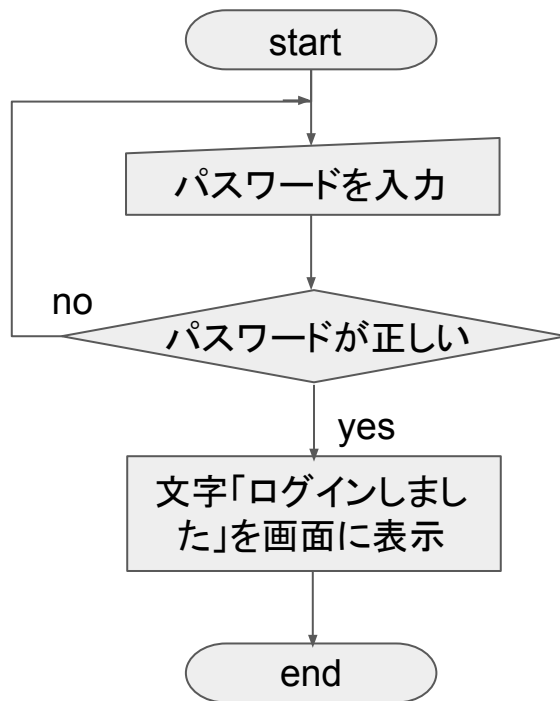 start
パスワードを入力
no
パスワードが正しい
yes
文字「ログインしまし
た」を画面に表示
end